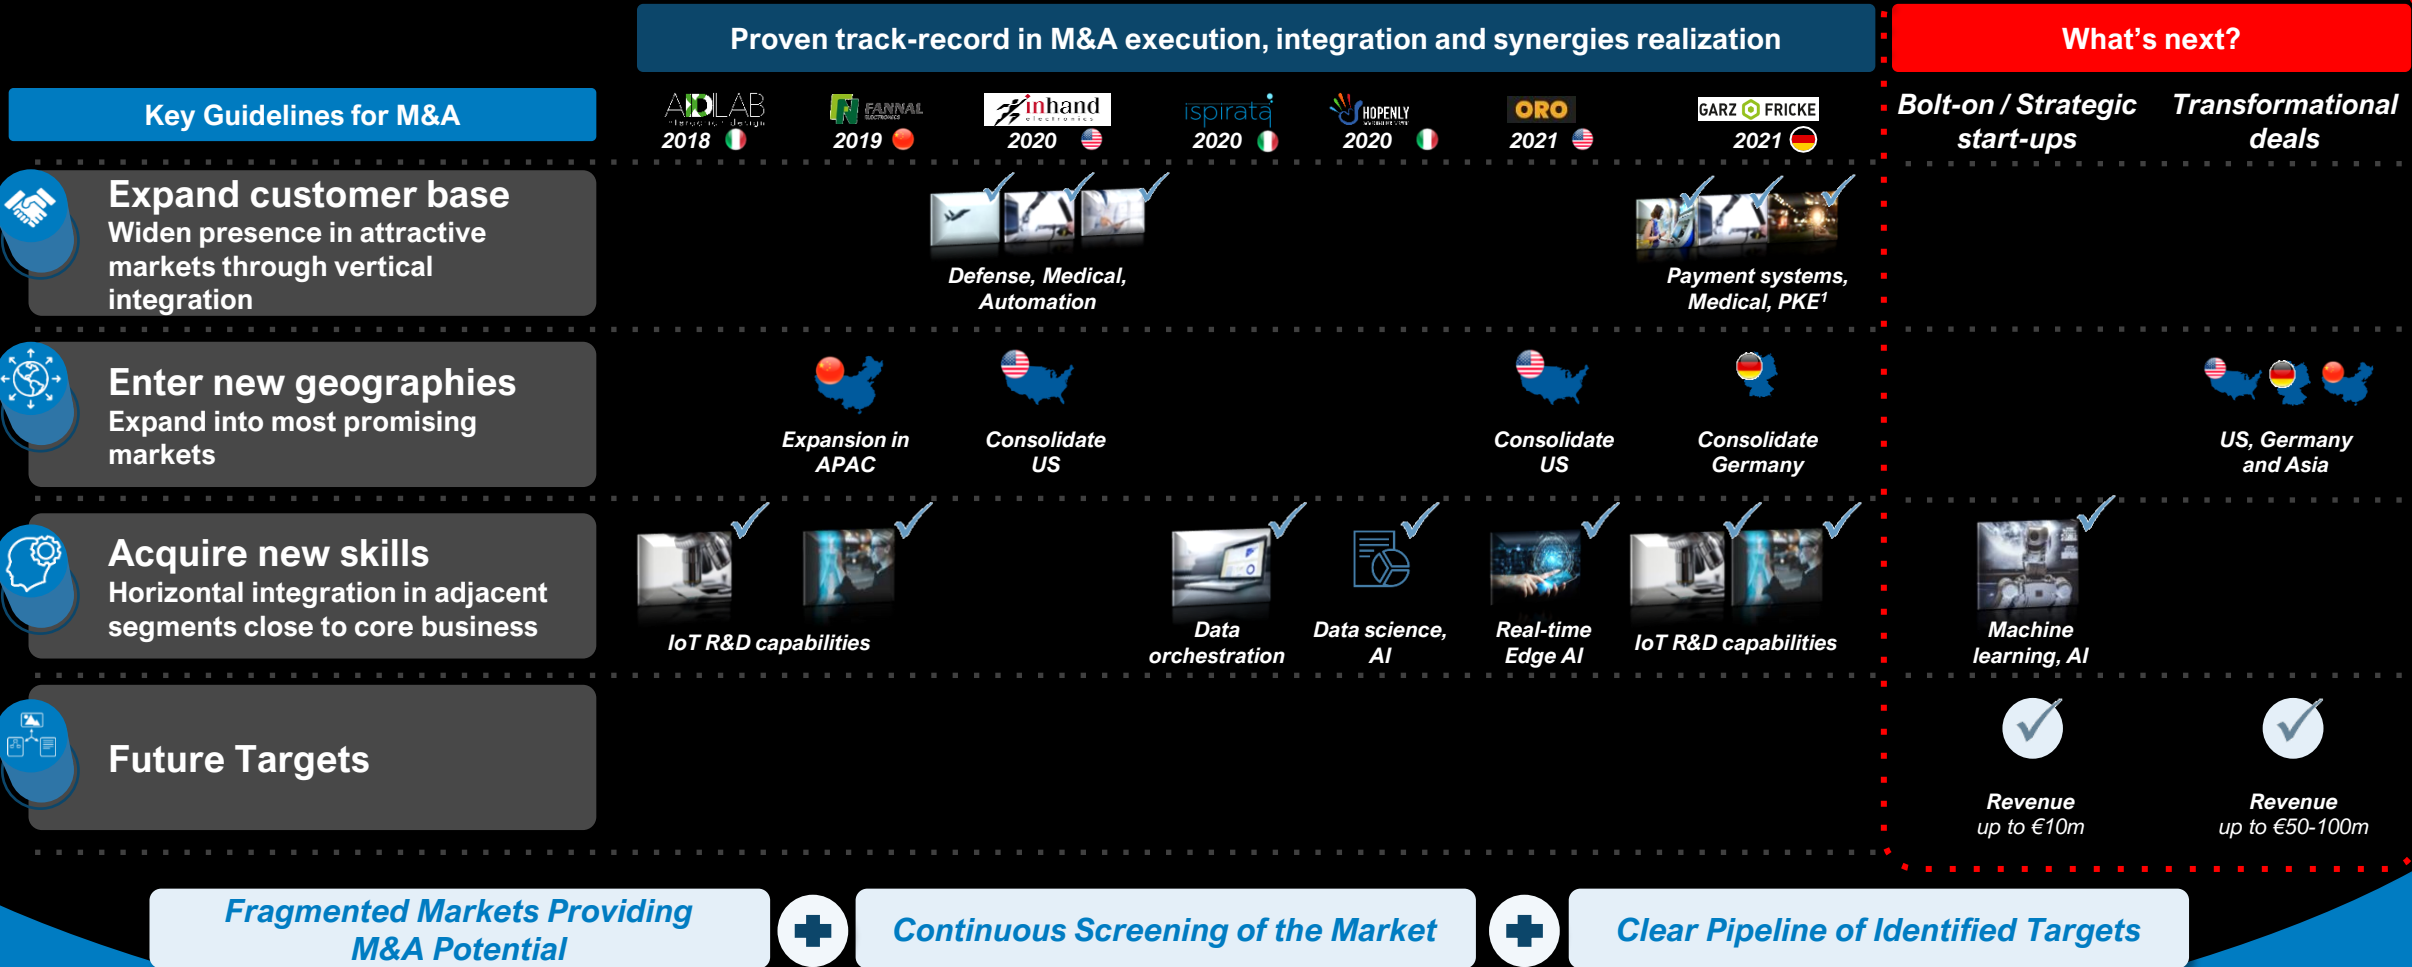 Proven track-record in M&A execution, integration and synergies realization
What's next?
Key Guidelines for M&A
AIDILAB
interaction design
2018
FANNAL
ELECTRONICS
2019
inhand
electronics
2020
ispirata
2020
HOPENLY
2020
ORO
2021
GARZ FRICKE
2021
Bolt-on / Strategic
start-ups
Transformational
deals
Expand customer base
Widen presence in attractive
markets through vertical
integration
Defense, Medical,
Automation
Payment systems,
Medical, PKE1
Enter new geographies
Expand into most promising
markets
Expansion in
APAC
Consolidate
US
Consolidate
US
Consolidate
Germany
US, Germany
and Asia
Acquire new skills
Horizontal integration in adjacent
segments close to core business
IoT R&D capabilities
Data
orchestration
Data science,
AI
Real-time
Edge AI
IoT R&D capabilities
Machine
learning, AI
Future Targets
Revenue
up to €10m
Revenue
up to €50-100m
Fragmented Markets Providing
M&A Potential
Continuous Screening of the Market
Clear Pipeline of Identified Targets